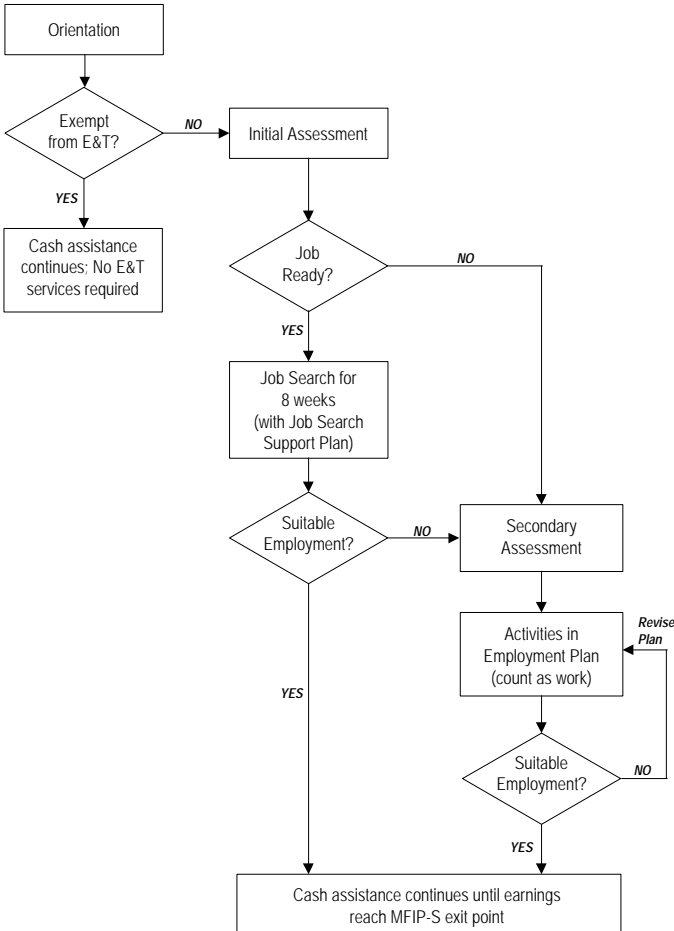 Orientation
Exempt
from E&T?
NO
Initial Assessment
YES
Cash assistance
continues; No E&T
services required
Job
Ready?
NO
YES
Job Search for
8 weeks
(with Job Search
Support Plan)
Suitable
Employment?
NO
Secondary
Assessment
Activities in
Employment Plan
(count as work)
Revise
Plan
YES
Suitable
Employment?
NO
YES
Cash assistance continues until earnings
reach MFIP-S exit point